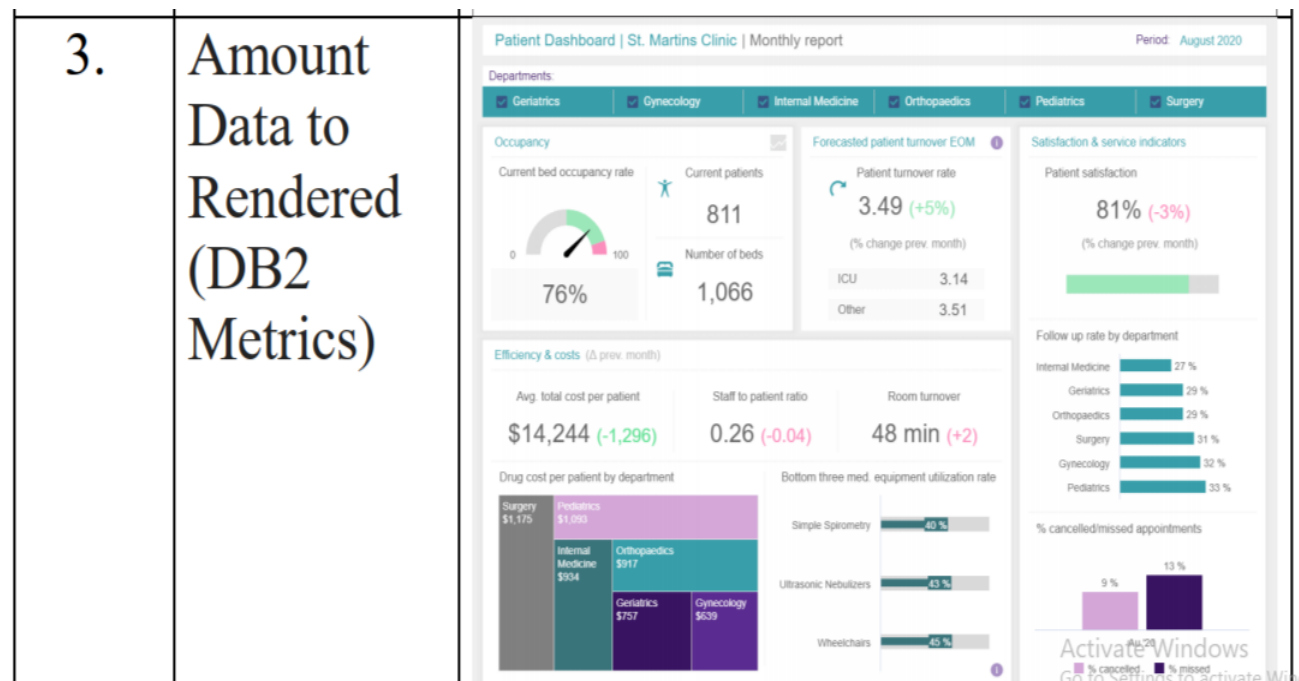 3.
Amount
Data to
Rendered
(DB2
Metrics)
Patient Dashboard | St. Martins Clinic | Monthly report
Period: August 2020
Departments:
Geriatrics
Gynecology
Internal Medicine
Orthopaedics
Pediatrics
Surgery
Occupancy
Current bed occupancy rate
0
100
76%
Current patients
811
Number of beds
1,066
Forecasted patient turnover EOM
Patient turnover rate
3.49 (+5%)
(% change prev. month)
ICU 3.14
Other 3.51
Satisfaction & service indicators
Patient satisfaction
81% (-3%)
(% change prev. month)
Efficiency & costs (Δ prev. month)
Avg. total cost per patient
$14,244 (-1,296)
Staff to patient ratio
0.26 (-0.04)
Room turnover
48 min (+2)
Drug cost per patient by department
Surgery
$1,175
Pediatrics
$1,093
Internal
Medicine
$934
Orthopaedics
$917
Geriatrics
$757
Gynecology
$639
Bottom three med. equipment utilization rate
Simple Spirometry 40 %
Ultrasonic Nebulizers 43 %
Wheelchairs 45 %
Follow up rate by department
Internal Medicine 27 %
Geriatrics 29 %
Orthopaedics 29 %
Surgery 31 %
Gynecology 32 %
Pediatrics 33 %
% cancelled/missed appointments
9 %
13 %
% cancelled % missed
Activate Windows
Go to Settings to activate Win